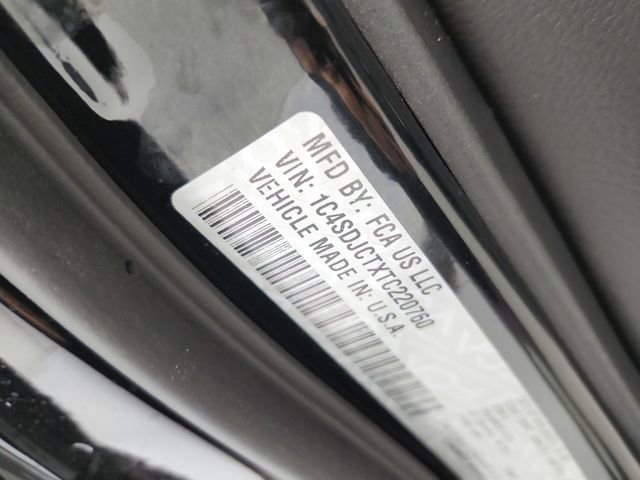 MFD BY: FCA US LLC
VIN: 1C4SDJCTXTC220760
VEHICLE MADE IN: U.S.A.